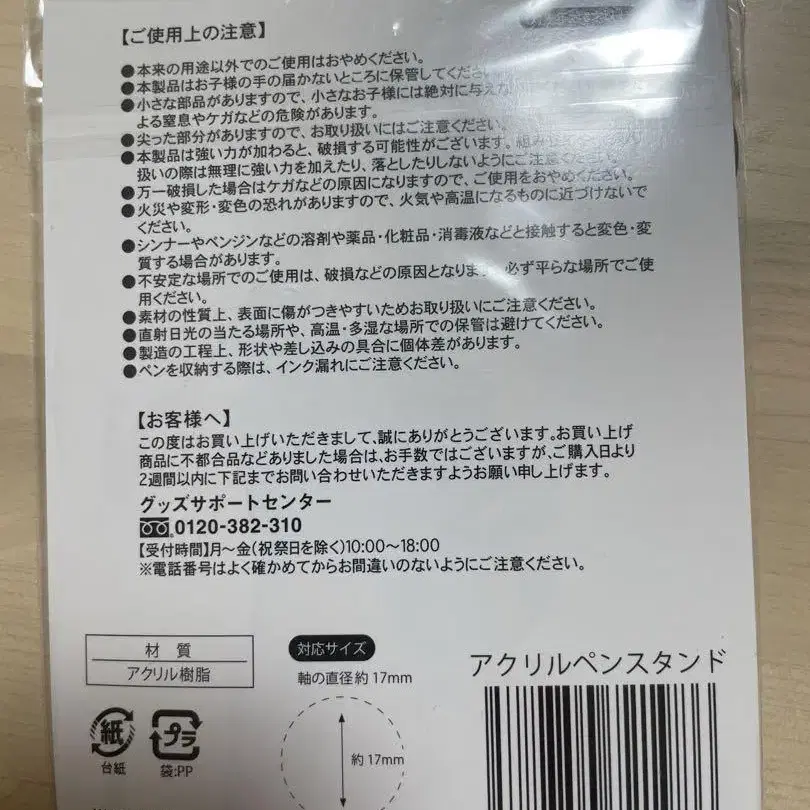 【ご使用上の注意】
●本来の用途以外でのご使用はおやめください。
●本製品はお子様の手の届かないところに保管してくださ
●小さな部品がありますので、小さなお子様には絶対に与えな
よる窒息やケガなどの危険があります。
●尖った部分がありますので、お取り扱いにはご注意ください。
●本製品は強い力が加わると、破損する可能性がございます。
扱いの際は無理に強い力を加えたり、落としたりしないようにご注意ください。
●万一破損した場合はケガなどの原因になりますので、ご使用をおやめください。
●火災や変形・変色の恐れがありますので、火気や高温になるものに近づけないで
ください。
●シンナーやベンジンなどの溶剤や薬品・化粧品・消毒液などと接触すると変色・変
質する場合があります。
●不安定な場所でのご使用は、破損などの原因となります 必ず平らな場所でご使
用ください。
●素材の性質上、表面に傷がつきやすいためお取り扱いにご注意ください。
●直射日光の当たる場所や、高温・多湿な場所での保管は避けてください。
●製造の工程上、形状や差し込みの具合に個体差があります。
●ペンを収納する際は、インク漏れにご注意ください。
【お客様へ】
この度はお買い上げいただきまして、誠にありがとうございます。お買い上げ
商品に不都合品などありました場合は、お手数ではございますが、ご購入日より
2週間以内に下記までお問い合わせいただきますようお願い申し上げます。
グッズサポートセンター
0120-382-310
【受付時間】月～金(祝祭日を除く)10:00～18:00
※電話番号はよく確かめてからお間違いのないようにご注意ください。
材質
アクリル樹脂
対応サイズ
軸の直径約17mm
約17mm
アクリルペンスタンド
紙
台紙
プラ
袋:PP